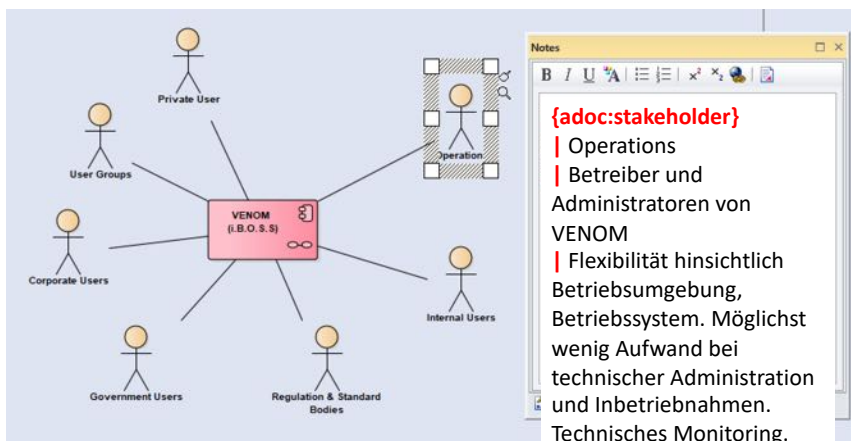 Private User
User Groups
Corporate Users
Government Users
Regulation & Standard
Bodies
Internal Users
Operation
VENOM
(i.B.O.$.S)
Notes
B I U A x² ×₂
{adoc:stakeholder}
| Operations
| Betreiber und
Administratoren von
VENOM
| Flexibilität hinsichtlich
Betriebsumgebung,
Betriebssystem. Möglichst
wenig Aufwand bei
technischer Administration
und Inbetriebnahmen.
Technisches Monitoring.